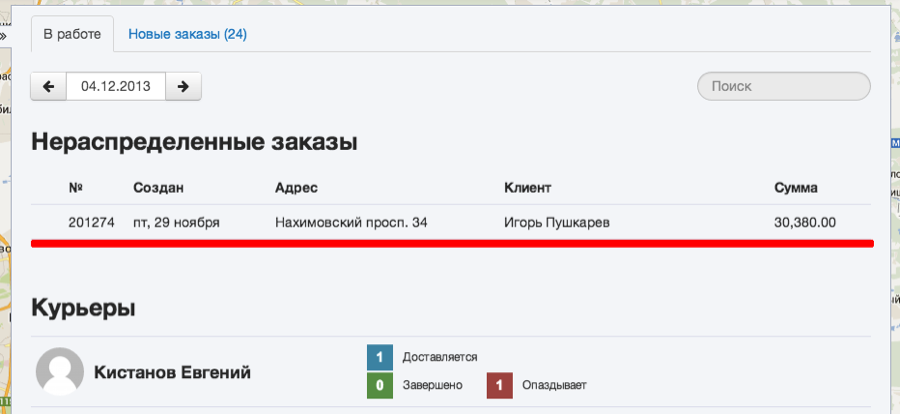 В работе Новые заказы (24)
04.12.2013 Поиск
Нераспределенные заказы
№ Создан Адрес Клиент Сумма
201274 пт, 29 ноября Нахимовский просп. 34 Игорь Пушкарев 30,380.00
Курьеры
Кистанов Евгений
1 Доставляется
0 Завершено 1 Опаздывает